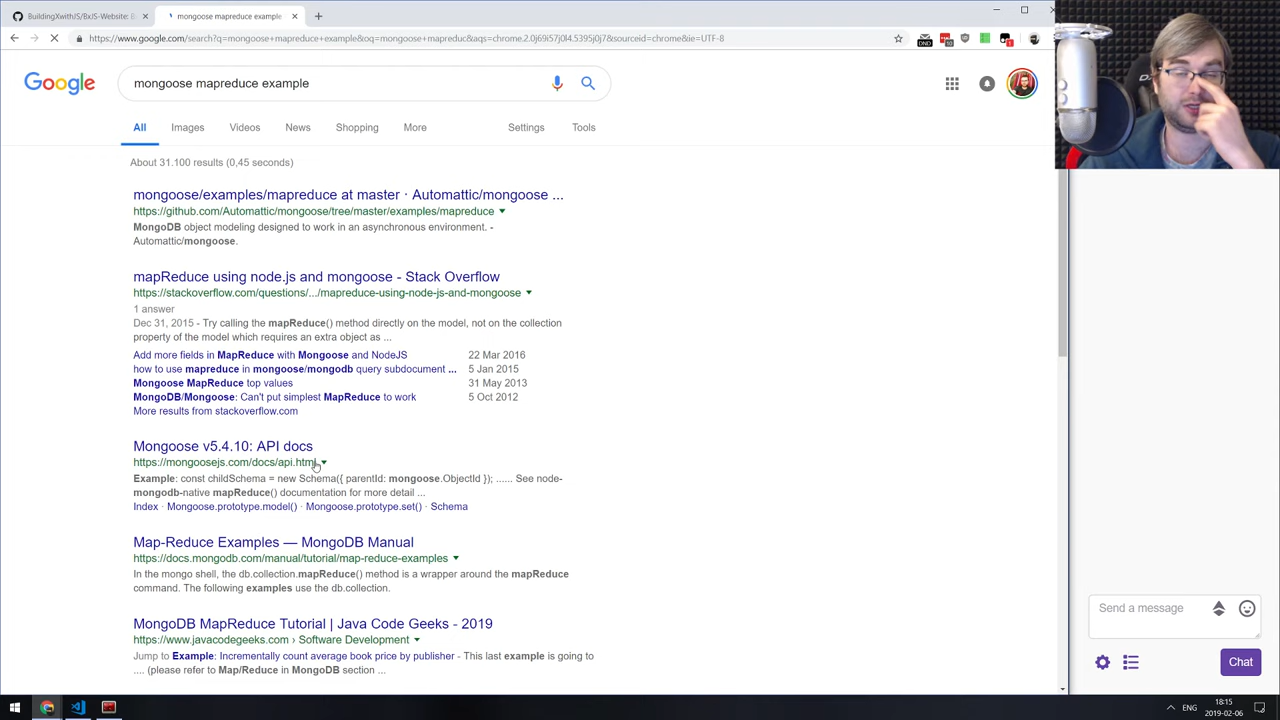 BuildingXwithJS/BxJS-Website: B
mongoose mapreduce example
https://www.google.com/search?q=mongoose+mapreduce+example&oq=mongoose+mapreduc&aqs=chrome.2.0j69i57j0l4.5395j0j7&sourceid=chrome&ie=UTF-8
DND
Google
mongoose mapreduce example
All
Images
Videos
News
Shopping
More
Settings
Tools
About 31.100 results (0,45 seconds)
mongoose/examples/mapreduce at master · Automattic/mongoose ...
https://github.com/Automattic/mongoose/tree/master/examples/mapreduce
MongoDB object modeling designed to work in an asynchronous environment. -
Automattic/mongoose.
mapReduce using node.js and mongoose - Stack Overflow
https://stackoverflow.com/questions/.../mapreduce-using-node-js-and-mongoose
1 answer
Dec 31, 2015 - Try calling the mapReduce() method directly on the model, not on the collection
property of the model which requires an extra object as ...
Add more fields in MapReduce with Mongoose and NodeJS 22 Mar 2016
how to use mapreduce in mongoose/mongodb query subdocument ... 5 Jan 2015
Mongoose MapReduce top values 31 May 2013
MongoDB/Mongoose: Can't put simplest MapReduce to work 5 Oct 2012
More results from stackoverflow.com
Mongoose v5.4.10: API docs
https://mongoosejs.com/docs/api.html
Example: const childSchema = new Schema({ parentId: mongoose.ObjectId }); ...... See node-
mongodb-native mapReduce() documentation for more detail ...
Index · Mongoose.prototype.model() · Mongoose.prototype.set() · Schema
Map-Reduce Examples — MongoDB Manual
https://docs.mongodb.com/manual/tutorial/map-reduce-examples
In the mongo shell, the db.collection.mapReduce() method is a wrapper around the mapReduce
command. The following examples use the db.collection.
MongoDB MapReduce Tutorial | Java Code Geeks - 2019
https://www.javacodegeeks.com › Software Development
Jump to Example: Incrementally count average book price by publisher - This last example is going to
.... (please refer to Map/Reduce in MongoDB section ...
Send a message
Chat
ENG
18:15
2019-02-06